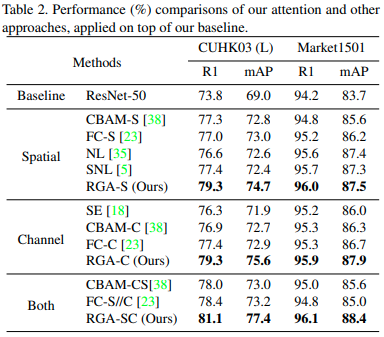 Table 2. Performance (%) comparisons of our attention and other
approaches, applied on top of our baseline.
Methods CUHK03 (L) Market1501
R1 mAP R1 mAP
Baseline ResNet-50 73.8 69.0 94.2 83.7
Spatial
CBAM-S [38] 77.3 72.8 94.8 85.6
FC-S [23] 77.0 73.0 95.2 86.2
NL [35] 76.6 72.6 95.6 87.4
SNL [5] 77.4 72.4 95.7 87.3
RGA-S (Ours) 79.3 74.7 96.0 87.5
Channel
SE [18] 76.3 71.9 95.2 86.0
CBAM-C [38] 76.9 72.7 95.3 86.3
FC-C [23] 77.4 72.9 95.3 86.7
RGA-C (Ours) 79.3 75.6 95.9 87.9
Both
CBAM-CS[38] 78.0 73.0 95.0 85.6
FC-S//C [23] 78.4 73.2 94.8 85.0
RGA-SC (Ours) 81.1 77.4 96.1 88.4